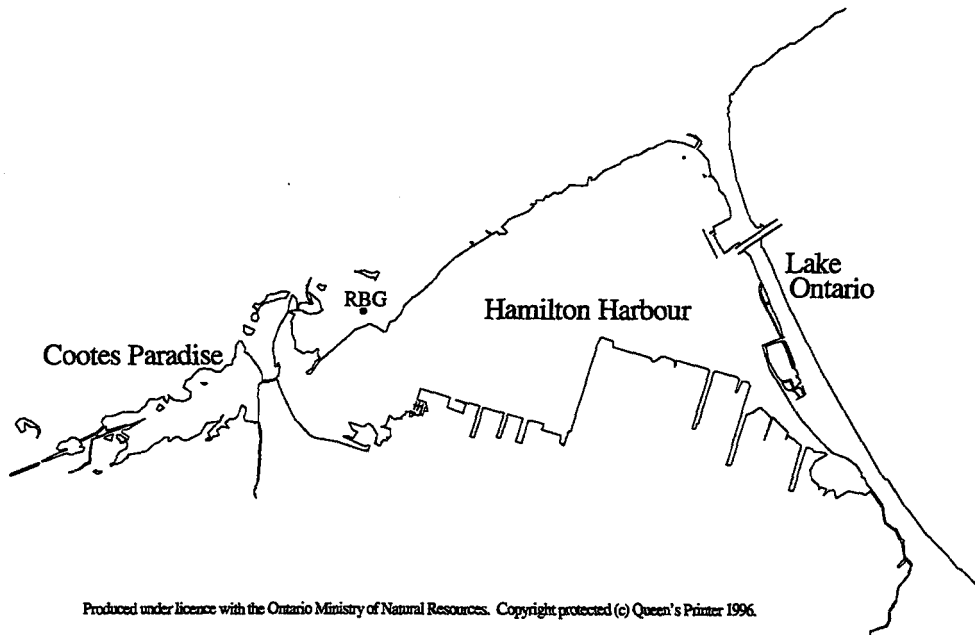 Lake
Ontario
RBG
Hamilton Harbour
Cootes Paradise
Produced under licence with the Ontario Ministry of Natural Resources. Copyright protected (c) Queen's Printer 1996.